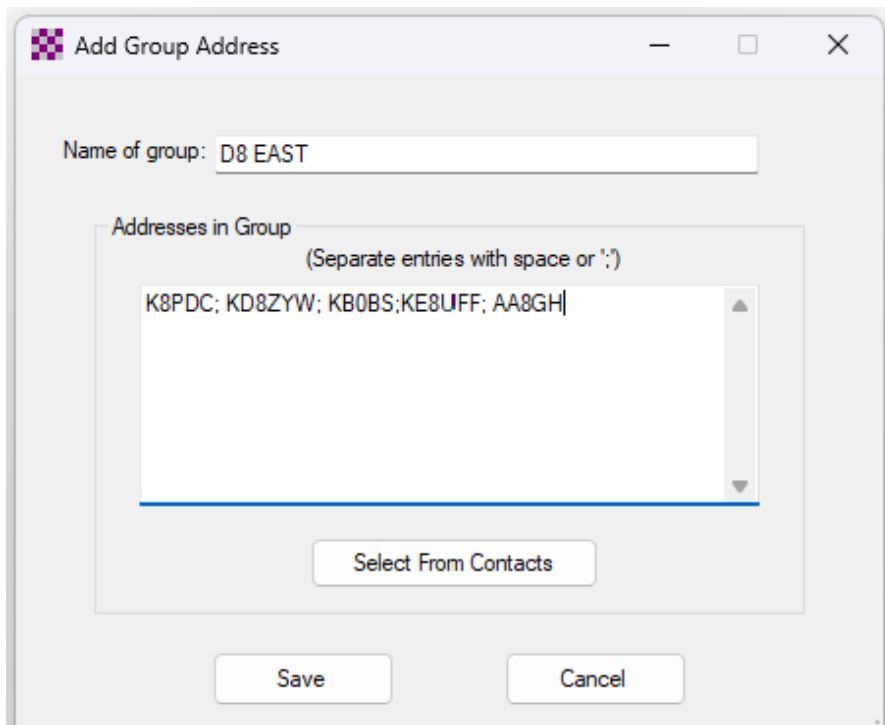 Add Group Address
Name of group: D8 EAST
Addresses in Group
(Separate entries with space or ';')
K8PDC; KD8ZYW; KB0BS;KE8UFF; AA8GH
Select From Contacts
Save Cancel